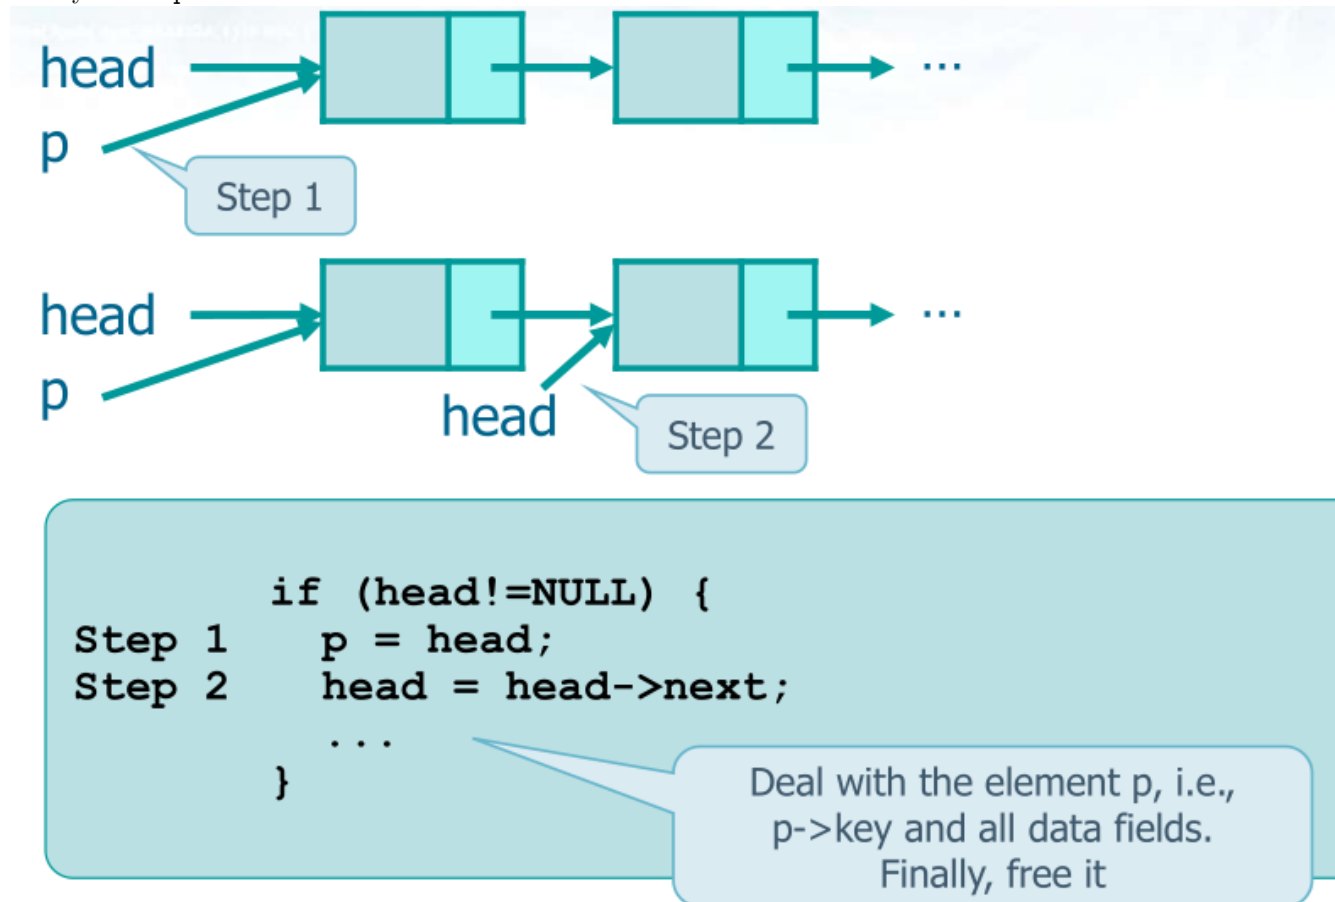 head
...
p
Step 1
head
...
p
head
Step 2
if (head!=NULL) {
Step 1 p = head;
Step 2 head = head->next;
...
}
Deal with the element p, i.e.,
p->key and all data fields.
Finally, free it